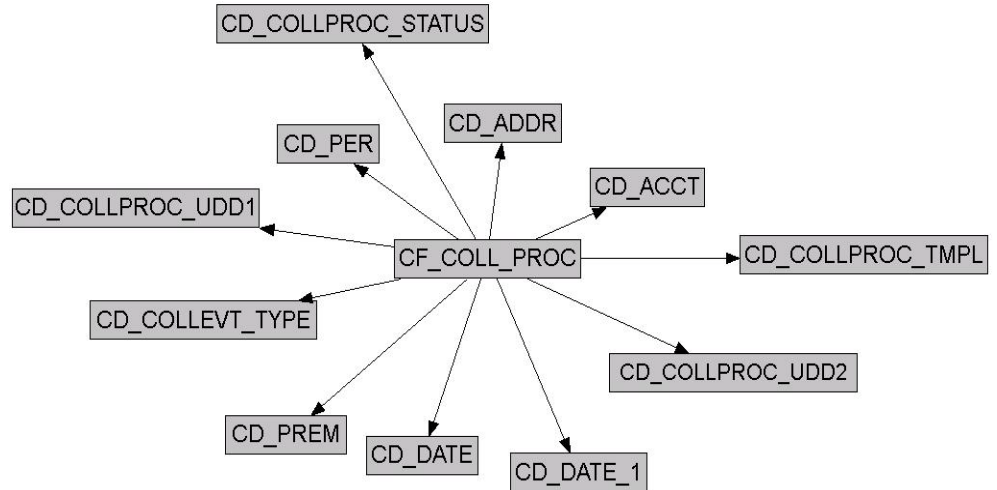 CD_COLLPROC_STATUS
CD_ADDR
CD_PER
CD_ACCT
CD_COLLPROC_UDD1
CF_COLL_PROC
CD_COLLPROC_TMPL
CD_COLLEVT_TYPE
CD_COLLPROC_UDD2
CD_PREM
CD_DATE
CD_DATE_1